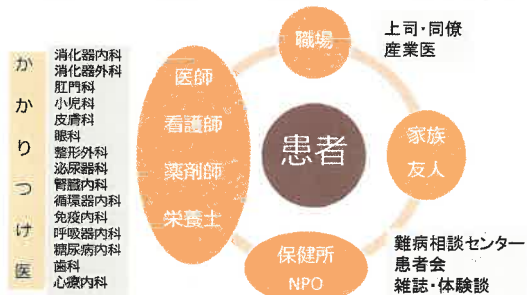 かかりつけ医
消化器内科
消化器外科
肛門科
小児科
皮膚科
眼科
整形外科
泌尿器科
腎臓内科
循環器内科
免疫内科
呼吸器内科
糖尿病内科
歯科
心療内科
医師
看護師
薬剤師
栄養士
患者
職場
上司・同僚
産業医
家族
友人
保健所
NPO
難病相談センター
患者会
雑誌・体験談